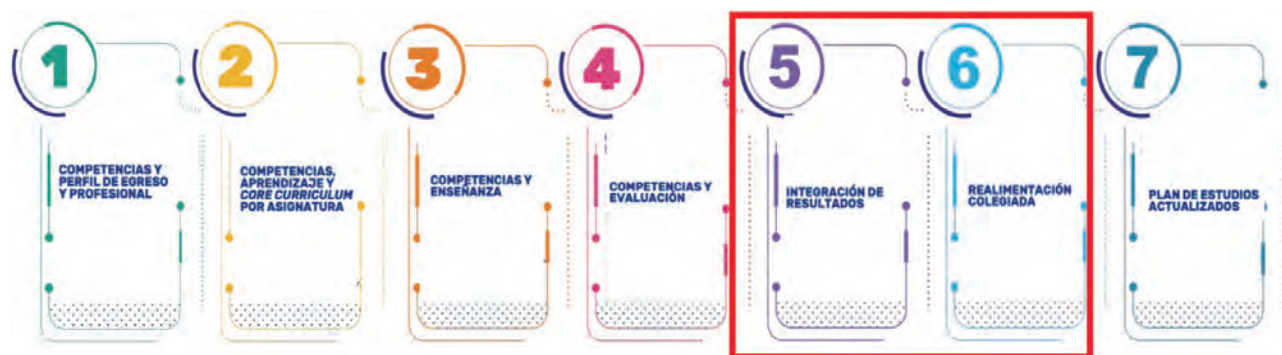 1
COMPETENCIAS Y
PERFIL DE EGRESO
Y PROFESIONAL
2
COMPETENCIAS,
APRENDIZAJE Y
CORE CURRICULUM
POR ASIGNATURA
3
COMPETENCIAS Y
ENSEÑANZA
4
COMPETENCIAS Y
EVALUACIÓN
5
INTEGRACIÓN DE
RESULTADOS
6
REALIMENTACIÓN
COLEGIADA
7
PLAN DE ESTUDIOS
ACTUALIZADOS